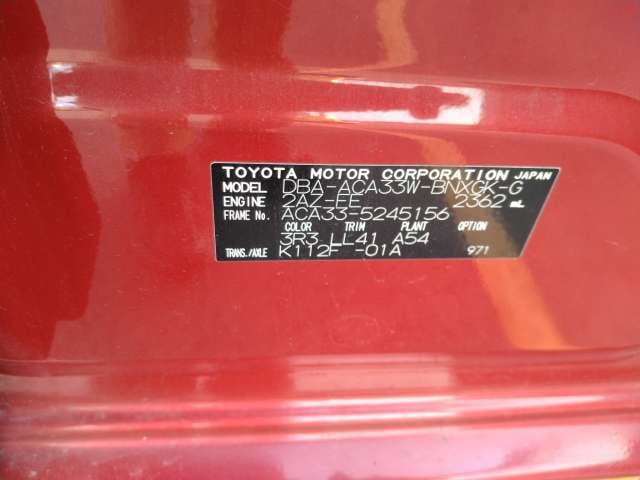 TOYOTA MOTOR CORPORATION JAPAN
MODEL DBA-ACA33W-BNXGK-G
ENGINE 2AZ-FE 2362 mL
FRAME No. ACA33-5245156
COLOR TRIM PLANT OPTION
3R3 LL41 A54
TRANS./AXLE K112F -01A 971